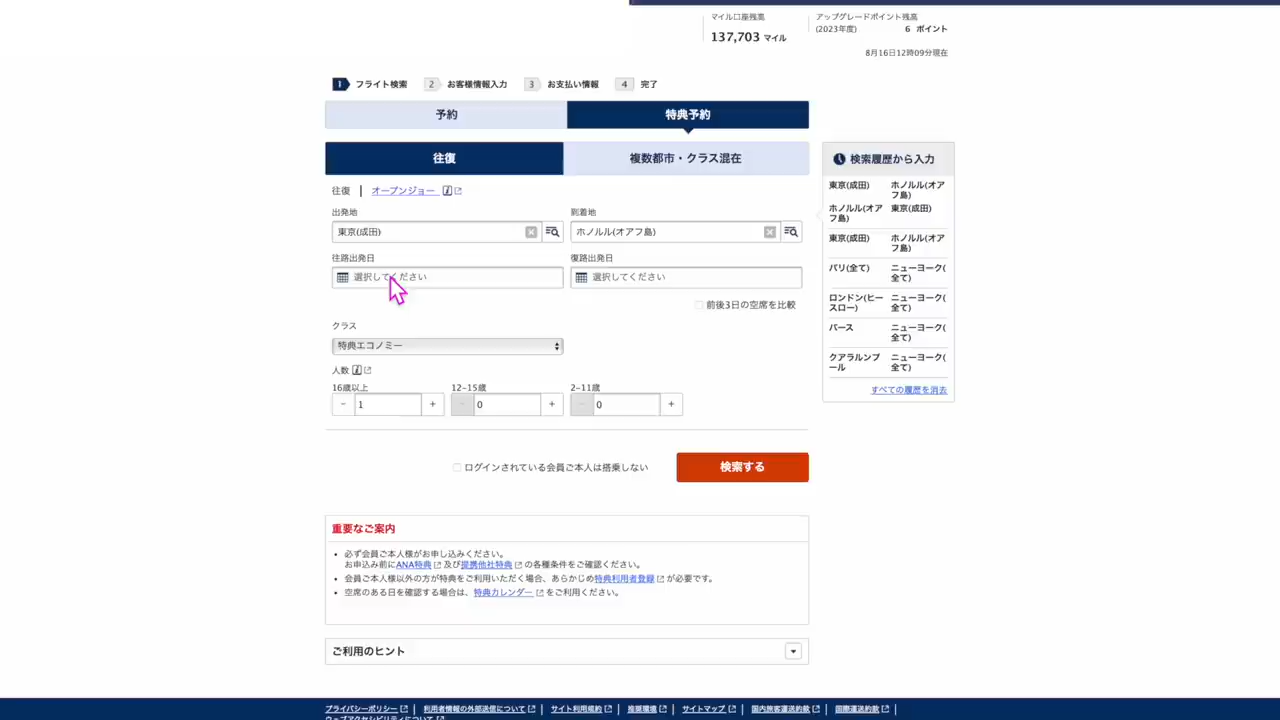 マイル口座残高
137,703 マイル
アップグレードポイント残高
(2023年度) 6 ポイント
8月16日12時09分現在
1 フライト検索 2 お客様情報入力 3 お支払い情報 4 完了
予約 特典予約
往復 複数都市・クラス混在
往復 | オープンジョー
出発地 到着地
東京(成田) ホノルル(オアフ島)
往路出発日 復路出発日
選択してください 選択してください
前後3日の空席を比較
クラス
特典エコノミー
人数
16歳以上 12-15歳 2-11歳
- 1 + - 0 + - 0 +
ログインされている会員ご本人は搭乗しない 検索する
検索履歴から入力
東京(成田) ホノルル(オア
フ島)
ホノルル(オア 東京(成田)
フ島)
東京(成田) ホノルル(オア
フ島)
パリ(全て) ニューヨーク(
全て)
ロンドン(ヒー ニューヨーク(
スロー) 全て)
パース ニューヨーク(
全て)
クアラルンプ ニューヨーク(
ール 全て)
すべての履歴を消去
重要なご案内
• 必ず会員ご本人様がお申し込みください。
お申込み前にANA特典 及び提携他社特典 の各種条件をご確認ください。
• 会員ご本人様以外の方が特典をご利用いただく場合、あらかじめ特典利用者登録 が必要です。
• 空席のある日を確認する場合は、特典カレンダー をご利用ください。
ご利用のヒント
プライバシーポリシー | 利用者情報の外部送信について | サイト利用規約 | 推奨環境 | サイトマップ | 国内旅客運送約款 | 国際運送約款 |
ウェブアクセシビリティについて